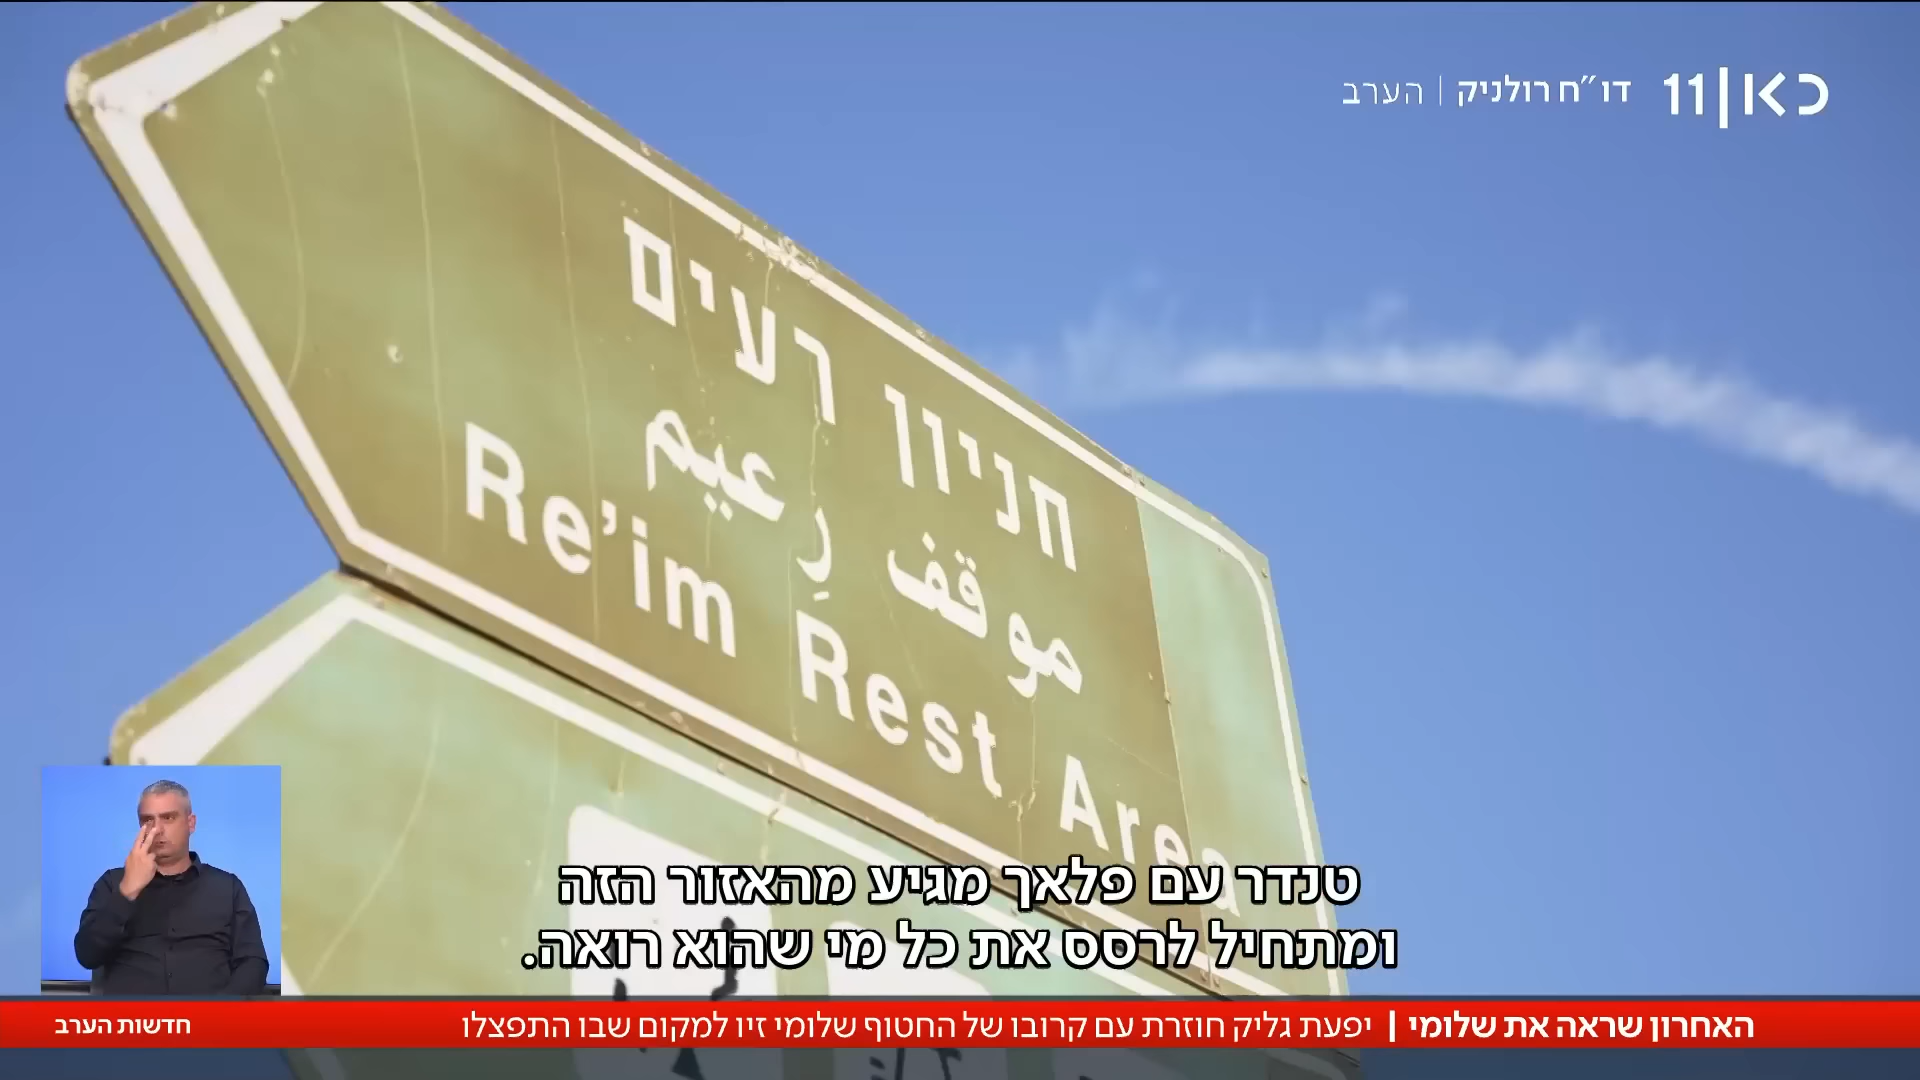 כאן|11 דו״ח רולניק | הערב
חניון רעים
موقف رِعيم
Re'im Rest Area
טנדר עם פלאך מגיע מהאזור הזה
ומתחיל לרסס את כל מי שהוא רואה.
האחרון שראה את שלומי | יפעת גליק חוזרת עם קרובו של החטוף שלומי זיו למקום שבו התפצלו
חדשות הערב